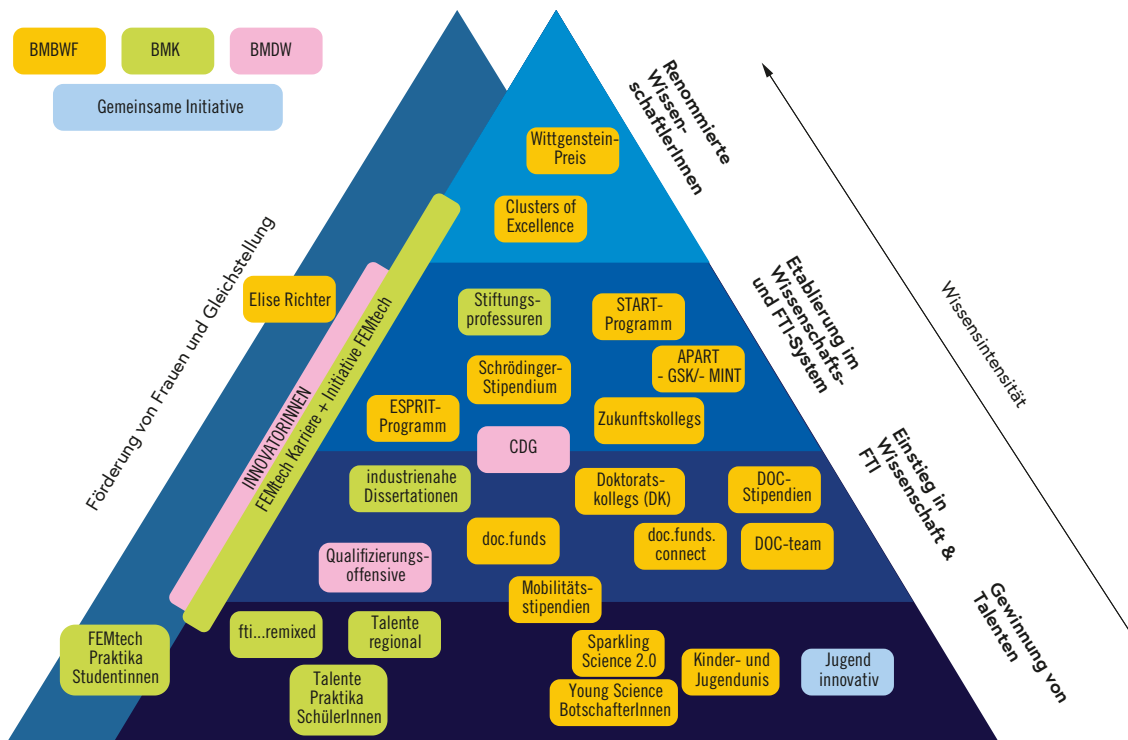 BMBWF
BMK
BMDW
Gemeinsame Initiative
Förderung von Frauen und Gleichstellung
Elise Richter
INNOVATORINNEN
FEMtech Karriere + Initiative FEMtech
FEMtech
Praktika
Studentinnen
Wittgenstein-
Preis
Clusters of
Excellence
Stiftungs-
professuren
START-
Programm
Schrödinger-
Stipendium
APART
- GSK/- MINT
ESPRIT-
Programm
Zukunftskollegs
CDG
industrienahe
Dissertationen
Doktorats-
kollegs (DK)
DOC-
Stipendien
doc.funds
doc.funds.
connect
DOC-team
Qualifizierungs-
offensive
Mobilitäts-
stipendien
fti...remixed
Talente
regional
Talente
Praktika
SchülerInnen
Sparkling
Science 2.0
Young Science
BotschafterInnen
Kinder- und
Jugendunis
Jugend
innovativ
Renommierte
Wissen-
schaftlerInnen
Etablierung im
Wissenschafts-
und FTI-System
Einstieg in
Wissenschaft &
FTI
Gewinnung von
Talenten
Wissensintensität